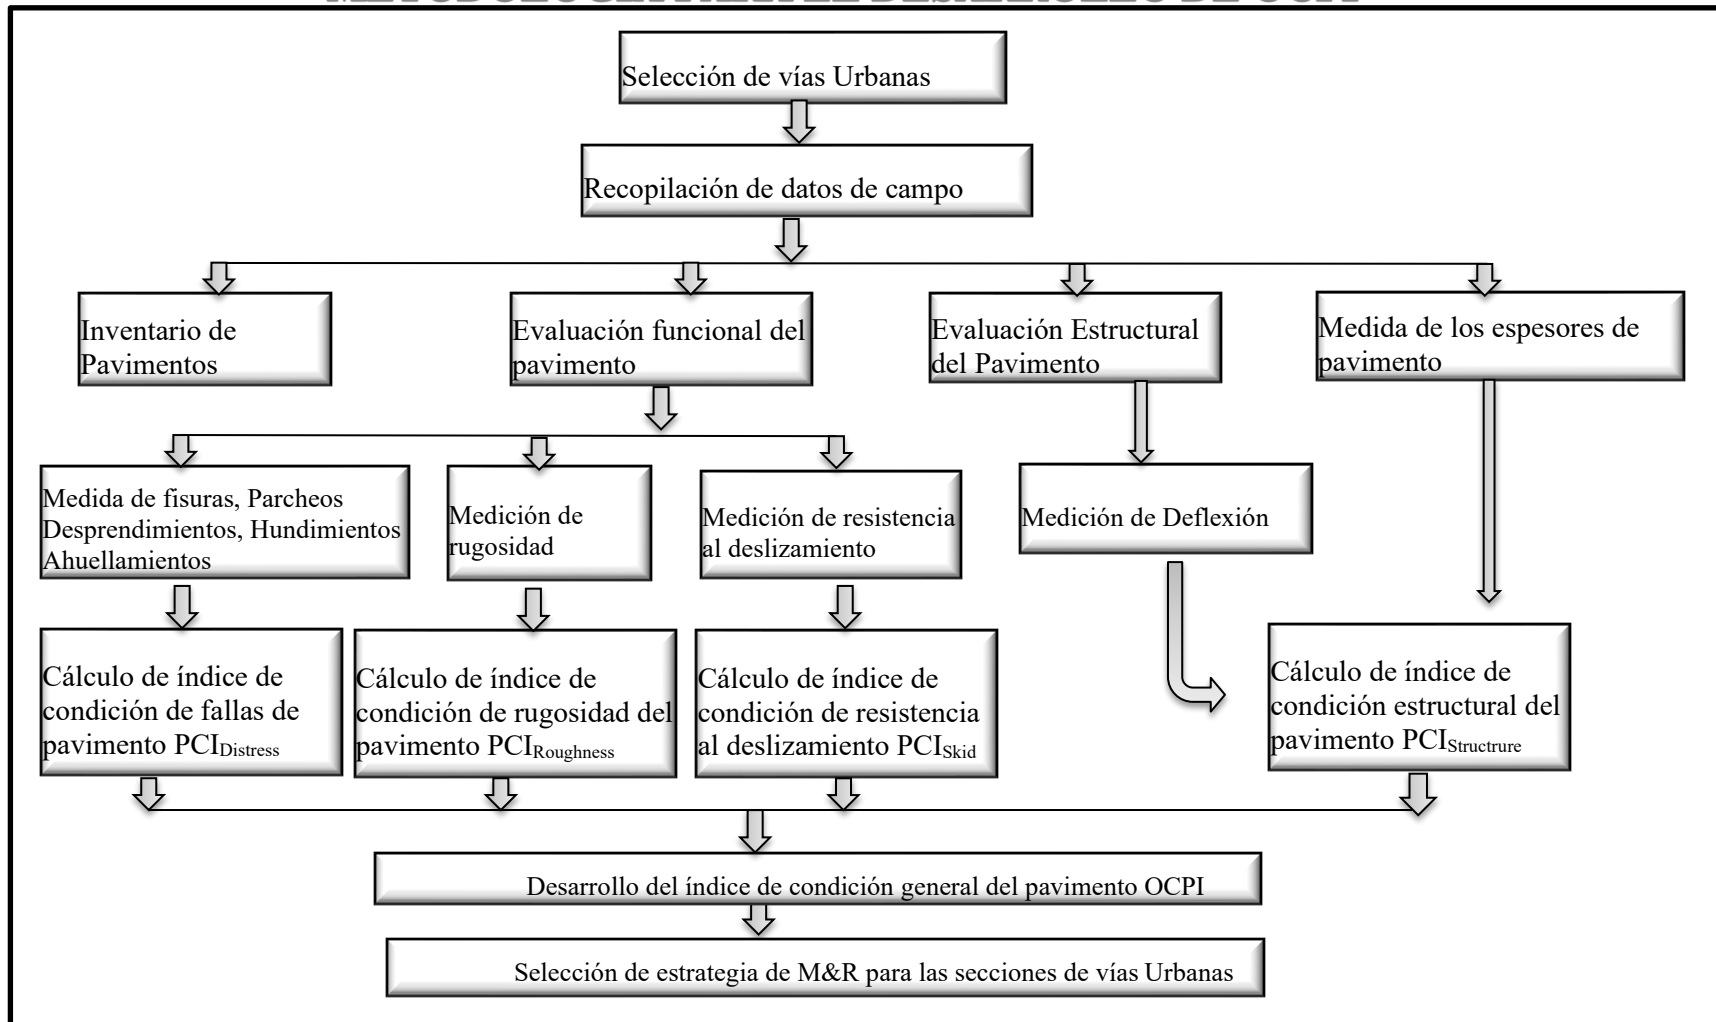 Selección de vías Urbanas
Recopilación de datos de campo
Inventario de
Pavimentos
Evaluación funcional del
pavimento
Evaluación Estructural
del Pavimento
Medida de los espesores de
pavimento
Medida de fisuras, Parcheos
Desprendimientos, Hundimientos
Ahuellamientos
Medición de
rugosidad
Medición de resistencia
al deslizamiento
Medición de Deflexión
Cálculo de índice de
condición de fallas de
pavimento PCIDistress
Cálculo de índice de
condición de rugosidad del
pavimento PCIRoughness
Cálculo de índice de
condición de resistencia
al deslizamiento PCISkid
Cálculo de índice de
condición estructural del
pavimento PCIStructrure
Desarrollo del índice de condición general del pavimento OCPI
Selección de estrategia de M&R para las secciones de vías Urbanas